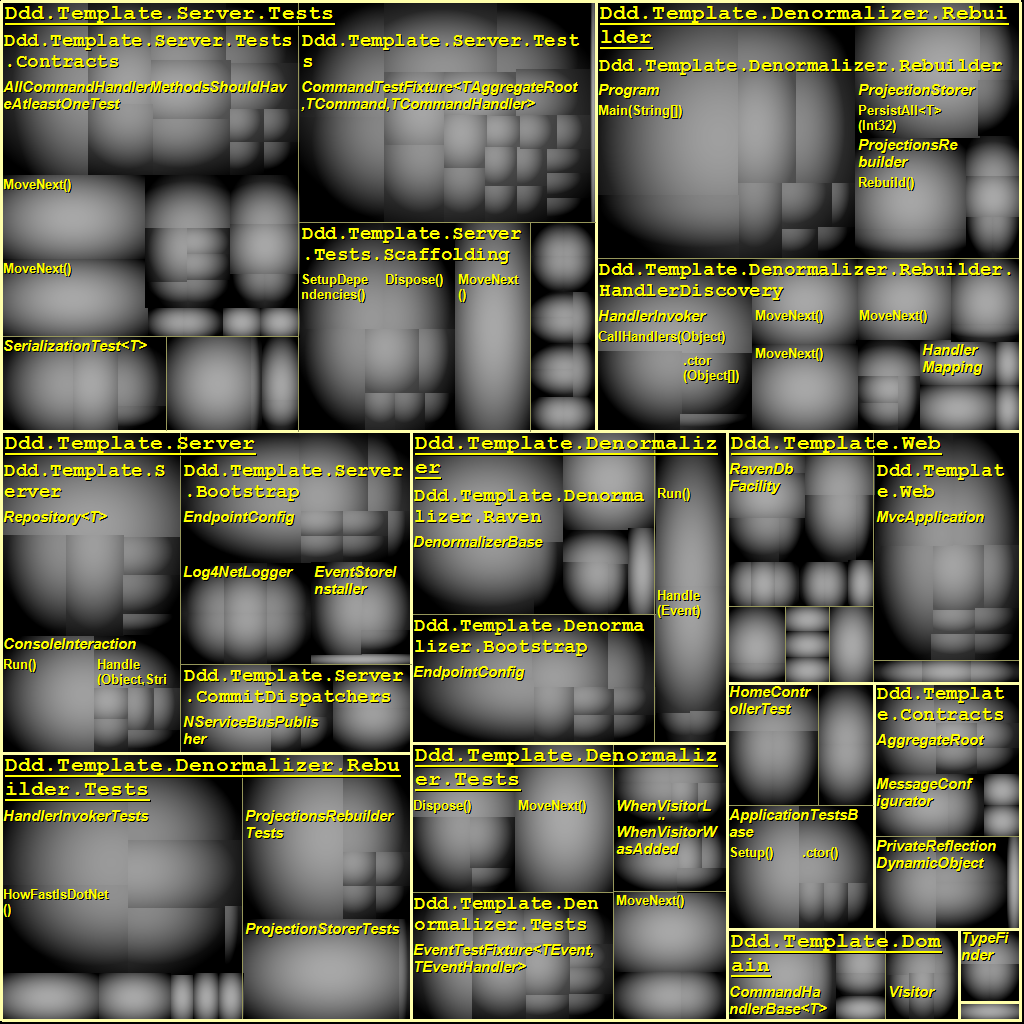 Ddd.Template.Server.Tests
Ddd.Template.Server.Tests
.Contracts
AllCommandHandlerMethodsShouldHav
eAtleastOneTest
MoveNext()
MoveNext()
SerializationTest<T>
Ddd.Template.Server.Test
s
CommandTestFixture<TAggregateRoot
,TCommand,TCommandHandler>
Ddd.Template.Server
.Tests.Scaffolding
SetupDepe
ndencies()
Dispose()
MoveNext
()
Ddd.Template.Denormalizer.Rebui
lder
Ddd.Template.Denormalizer.Rebuilder
Program
Main(String[])
ProjectionStorer
PersistAll<T>
(Int32)
ProjectionsRe
builder
Rebuild()
Ddd.Template.Denormalizer.Rebuilder.
HandlerDiscovery
HandlerInvoker
CallHandlers(Object)
.ctor
(Object[])
MoveNext()
MoveNext()
MoveNext()
Handler
Mapping
Ddd.Template.Server
Ddd.Template.S
erver
Repository<T>
ConsoleInteraction
Run()
Handle
(Object,Stri
Ddd.Template.Server
.Bootstrap
EndpointConfig
Log4NetLogger
EventStoreI
nstaller
Ddd.Template.Server
.CommitDispatchers
NServiceBusPublis
her
Ddd.Template.Denormaliz
er
Ddd.Template.Denorma
lizer.Raven
DenormalizerBase
Run()
Handle
(Event)
Ddd.Template.Denorma
lizer.Bootstrap
EndpointConfig
Ddd.Template.Web
RavenDb
Facility
Ddd.Templat
e.Web
MvcApplication
HomeContr
ollerTest
ApplicationTestsB
ase
Setup()
.ctor()
Ddd.Templat
e.Contracts
AggregateRoot
MessageConf
igurator
PrivateReflection
DynamicObject
Ddd.Template.Denormalizer.Rebu
ilder.Tests
HandlerInvokerTests
HowFastIsDotNet
()
ProjectionsRebuilder
Tests
ProjectionStorerTests
Ddd.Template.Denormaliz
er.Tests
Dispose()
MoveNext()
WhenVisitorL
..
WhenVisitorW
asAdded
Ddd.Template.Den
ormalizer.Tests
EventTestFixture<TEvent,
TEventHandler>
MoveNext()
Ddd.Template.Dom
ain
CommandHa
ndlerBase<T>
Visitor
TypeFi
nder